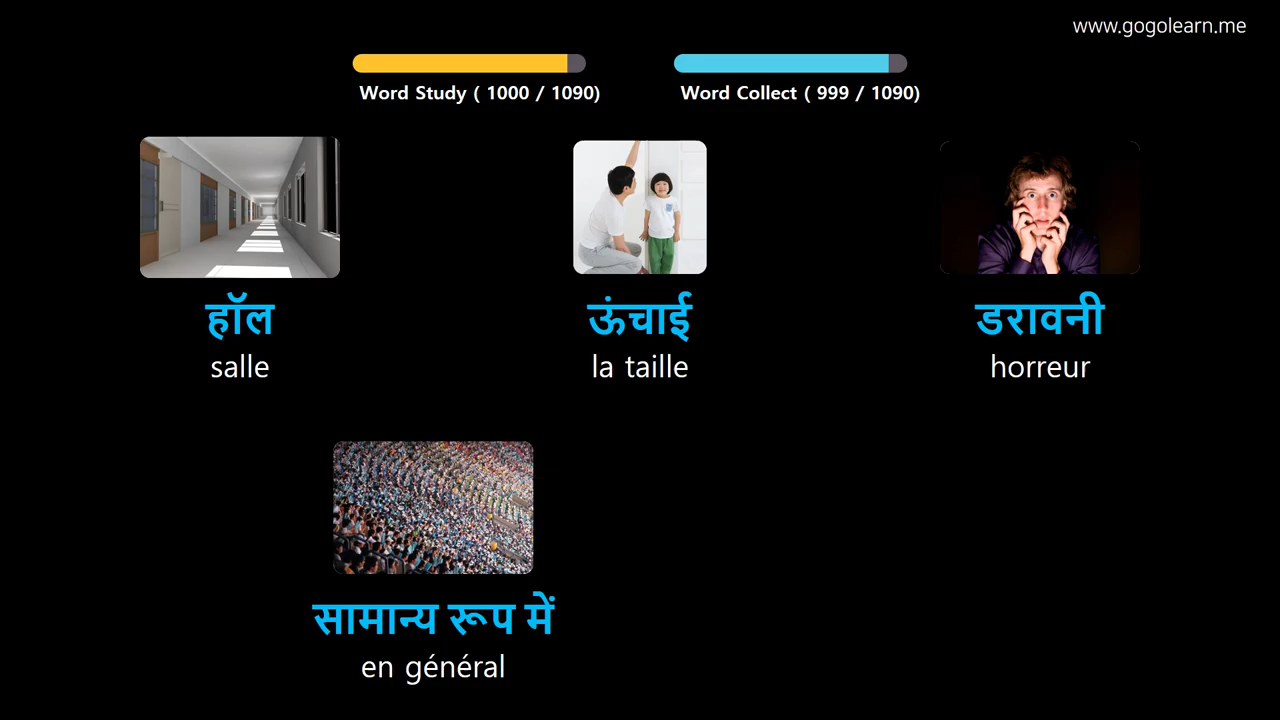 www.gogolearn.me
Word Study ( 1000 / 1090)
Word Collect ( 999 / 1090)
हॉल
salle
ऊंचाई
la taille
डरावनी
horreur
सामान्य रूप में
en général